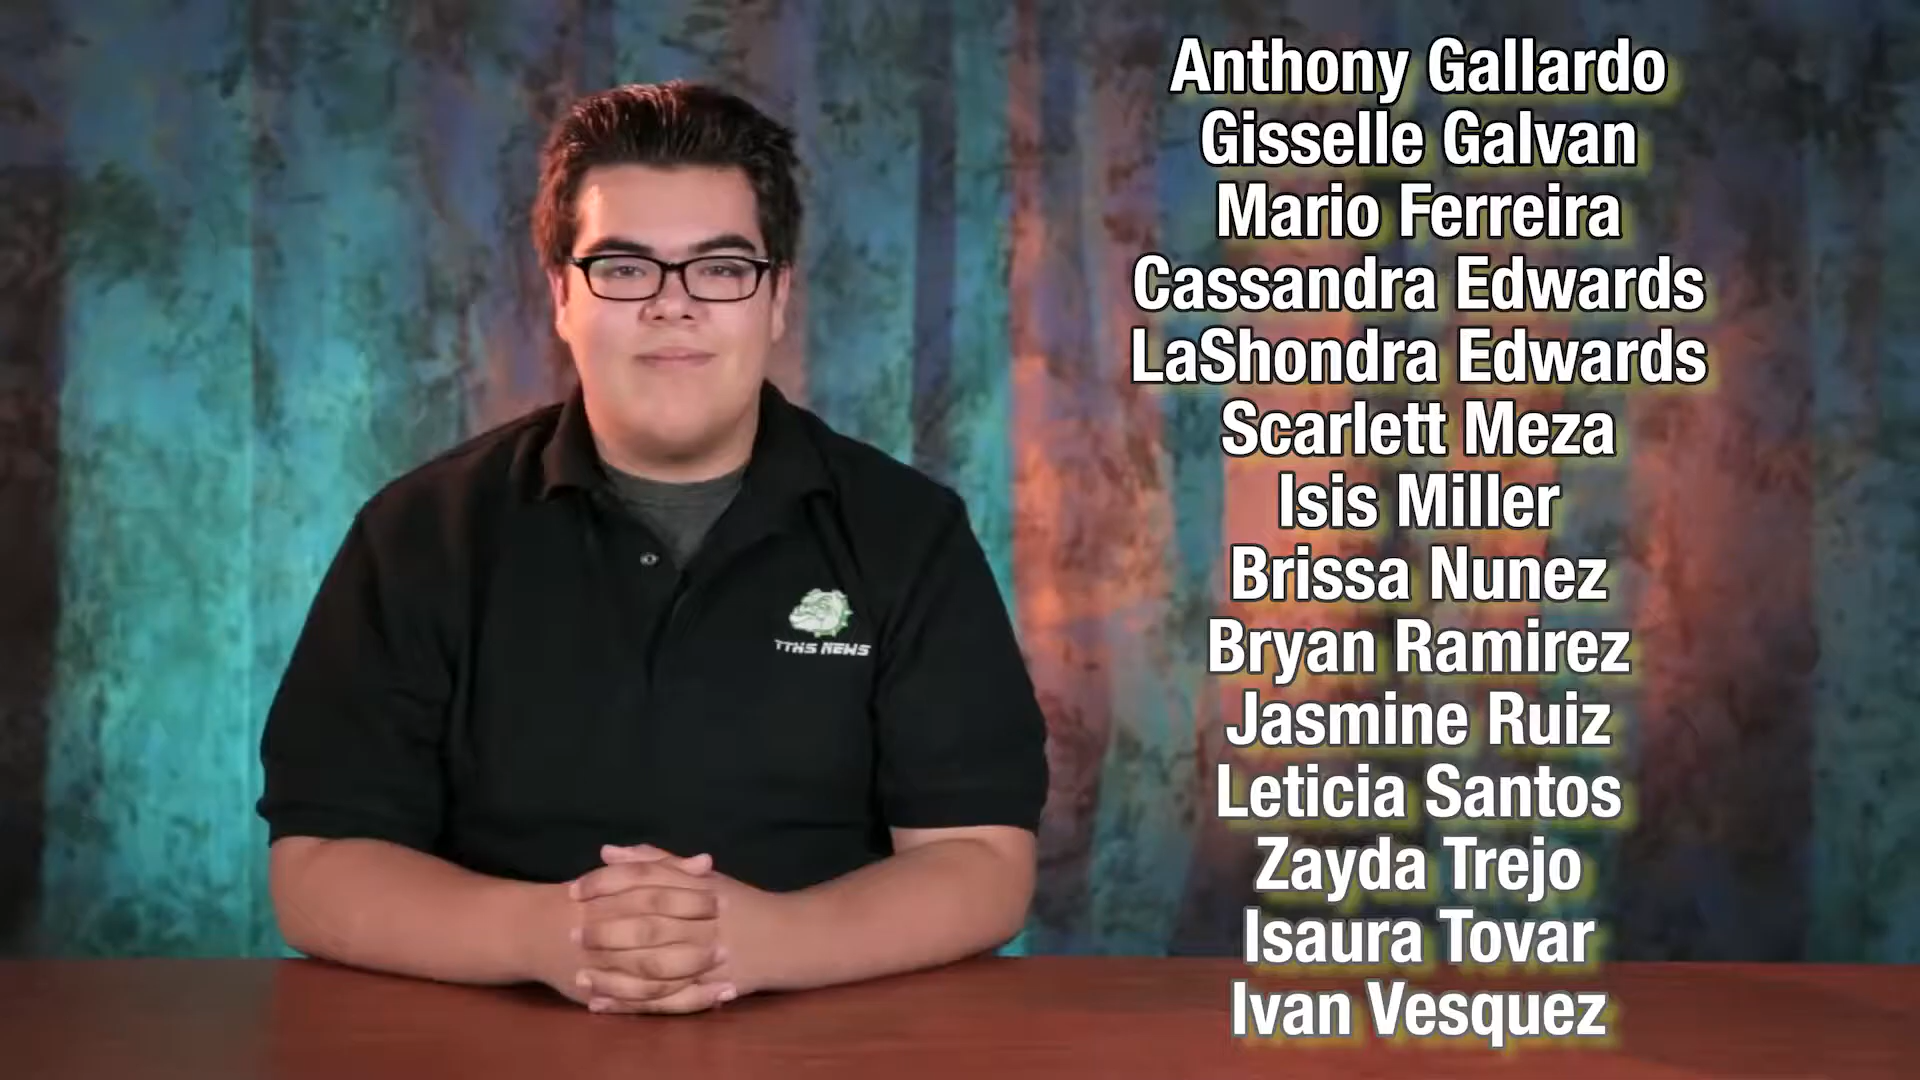 Anthony Gallardo
Gisselle Galvan
Mario Ferreira
Cassandra Edwards
LaShondra Edwards
Scarlett Meza
Isis Miller
Brissa Nunez
Bryan Ramirez
Jasmine Ruiz
Leticia Santos
Zayda Trejo
Isaura Tovar
Ivan Vesquez
TTHS NEWS